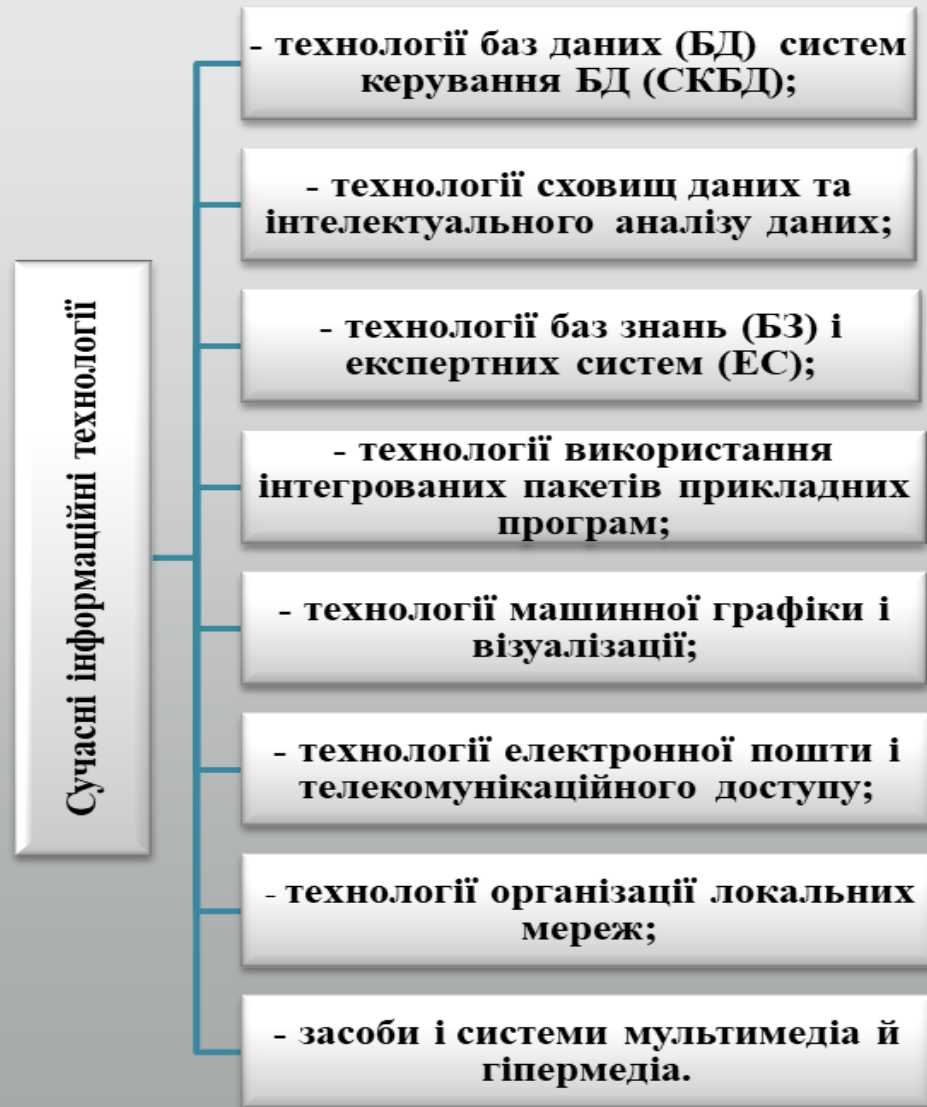 Сучасні інформаційні технології
- технології баз даних (БД) систем
керування БД (СКБД);
- технології сховищ даних та
інтелектуального аналізу даних;
- технології баз знань (БЗ) і
експертних систем (ЕС);
- технології використання
інтегрованих пакетів прикладних
програм;
- технології машинної графіки і
візуалізації;
- технології електронної пошти і
телекомунікаційного доступу;
- технології організації локальних
мереж;
- засоби і системи мультимедіа й
гіпермедіа.